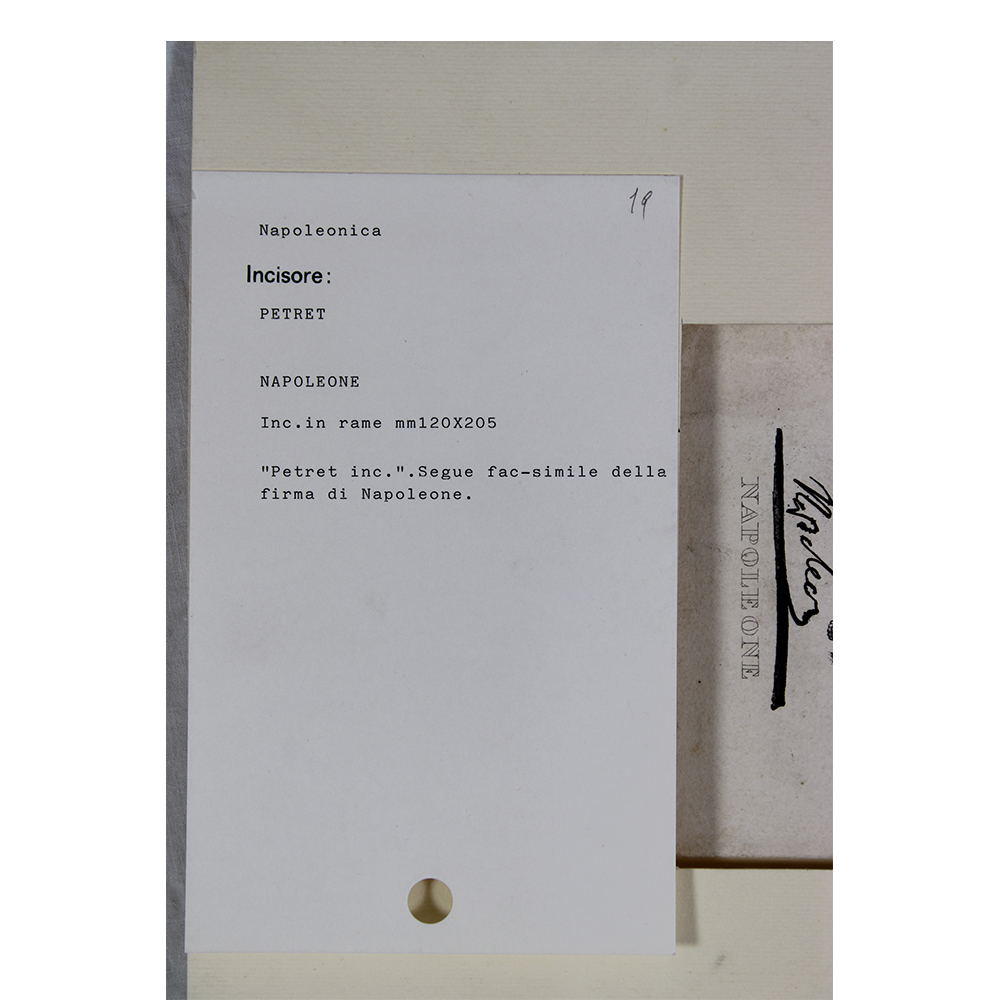 19
Napoleonica
Incisore:
PETRET
NAPOLEONE
Inc.in rame mm120X205
"Petret inc.".Segue fac-simile della
firma di Napoleone.
Napoleon
NAPOLEONE